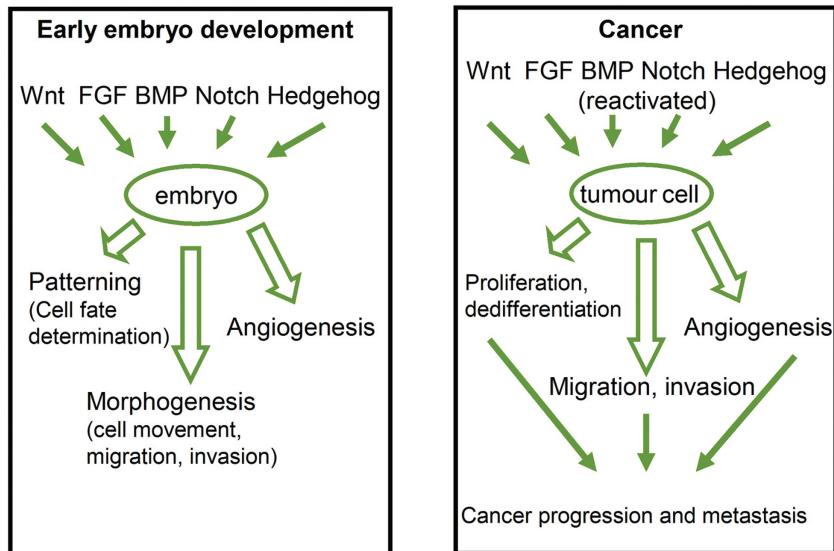 Early embryo development
Wnt FGF BMP Notch Hedgehog
embryo
Patterning
(Cell fate
determination)
Angiogenesis
Morphogenesis
(cell movement,
migration, invasion)
Cancer
Wnt FGF BMP Notch Hedgehog
(reactivated)
tumour cell
Proliferation,
dedifferentiation
Angiogenesis
Migration, invasion
Cancer progression and metastasis